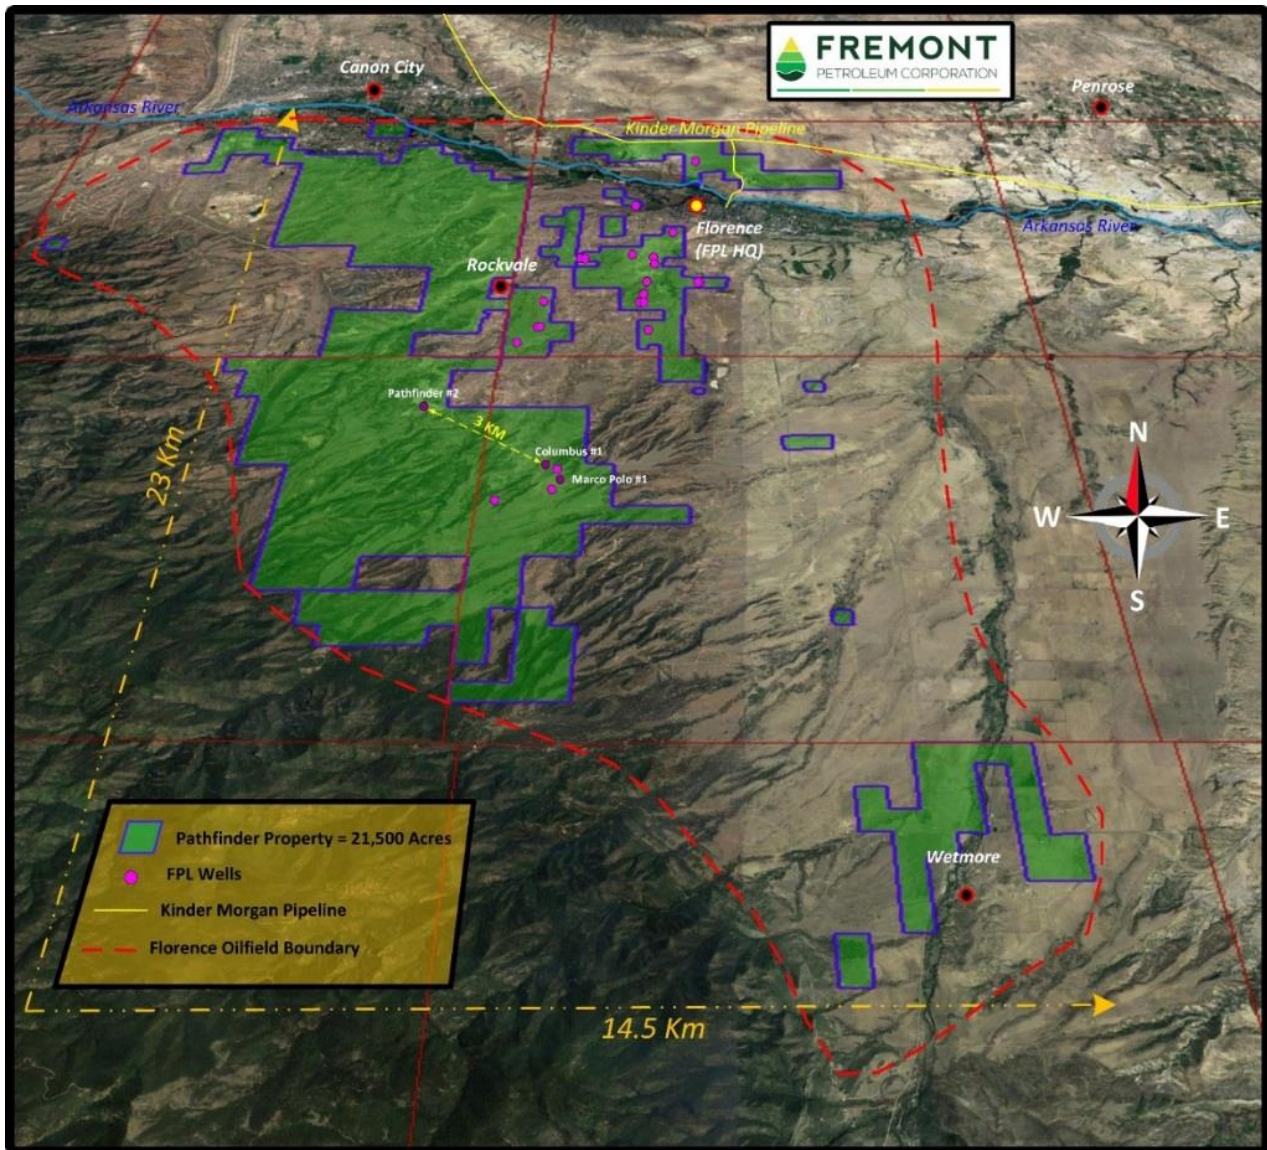 FREMONT
PETROLEUM CORPORATION
Canon City
Penrose
Arkansas River
Kinder Morgan Pipeline
Florence
(FPL HQ)
Arkansas River
Rockvale
Pathfinder #2
3 KM
Columbus #1
Marco Polo #1
23 Km
N
W
E
S
Pathfinder Property = 21,500 Acres
FPL Wells
Kinder Morgan Pipeline
Florence Oilfield Boundary
Wetmore
14.5 Km